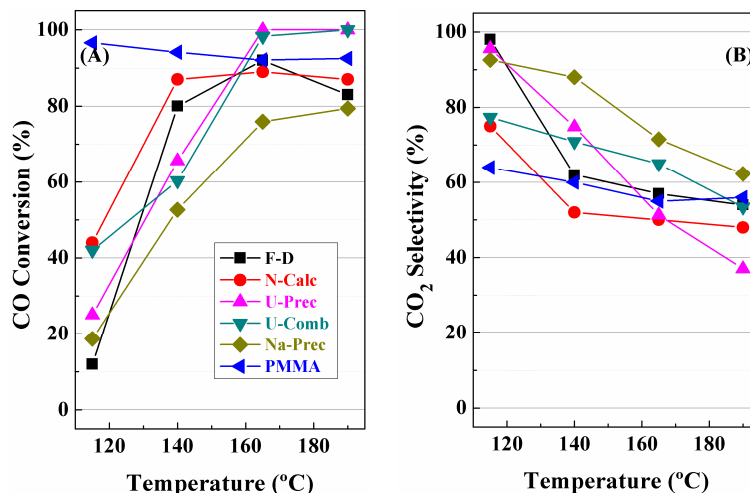 (A)
CO Conversion (%)
100
80
60
40
20
0
F-D
N-Calc
U-Prec
U-Comb
Na-Prec
PMMA
120 140 160 180
Temperature (ºC)
(B)
CO₂ Selectivity (%)
100
80
60
40
20
0
120 140 160 180
Temperature (ºC)